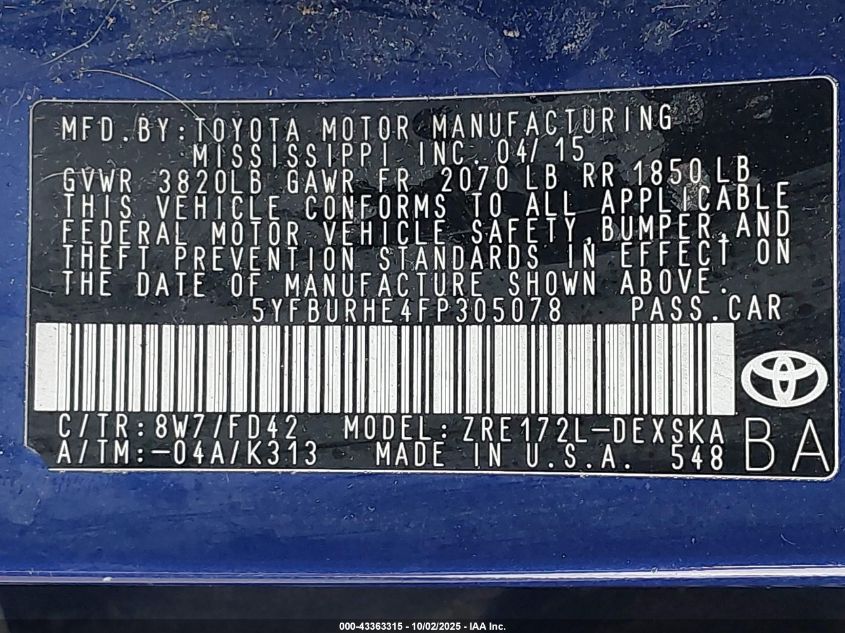 MFD.BY:TOYOTA MOTOR MANUFACTURING
MISSISSIPPI INC. 04/15
GVWR 3820LB GAWR FR 2070 LB RR 1850 LB
THIS VEHICLE CONFORMS TO ALL APPLICABLE
FEDERAL MOTOR VEHICLE SAFETY,BUMPER,AND
THEFT PREVENTION STANDARDS IN EFFECT ON
THE DATE OF MANUFACTURE SHOWN ABOVE.
5YFBURHE4FP305078 PASS.CAR
C/TR:8W7/FD42 MODEL:ZRE172L-DEXSKA
A/TM:-04A/K313 MADE IN U.S.A. 548
BA
000-43363315 - 10/02/2025 - IAA Inc.